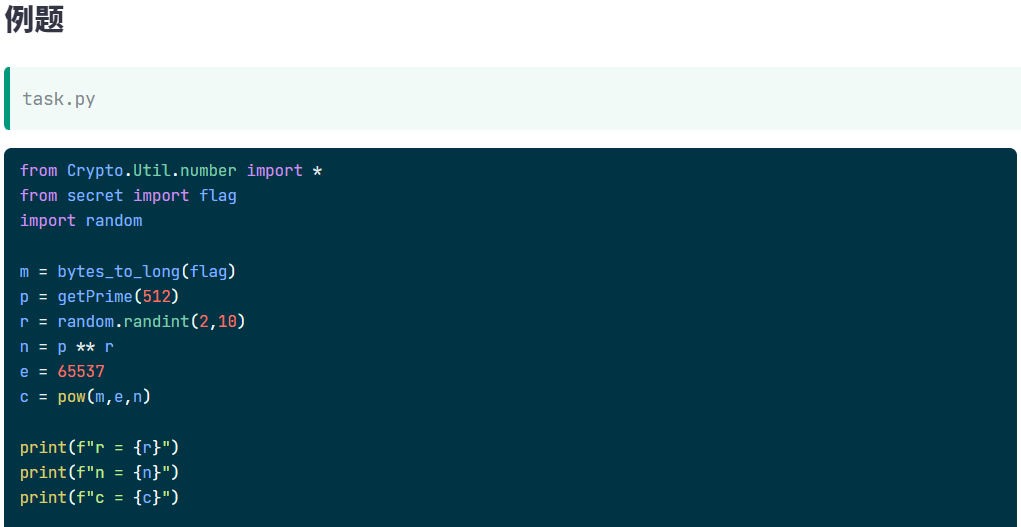 例题
task.py
from Crypto.Util.number import *
from secret import flag
import random
m = bytes_to_long(flag)
p = getPrime(512)
r = random.randint(2,10)
n = p ** r
e = 65537
c = pow(m,e,n)
print(f"r = {r}")
print(f"n = {n}")
print(f"c = {c}")